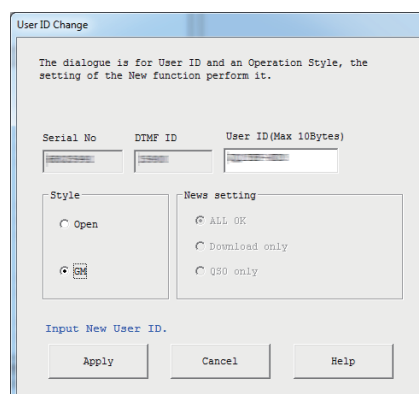 User ID Change
The dialogue is for User ID and an Operation Style, the
setting of the New function perform it.
Serial No DTMF ID User ID(Max 10Bytes)
Style News setting
Open ALL OK
Download only
GM QSO only
Input New User ID.
Apply Cancel Help